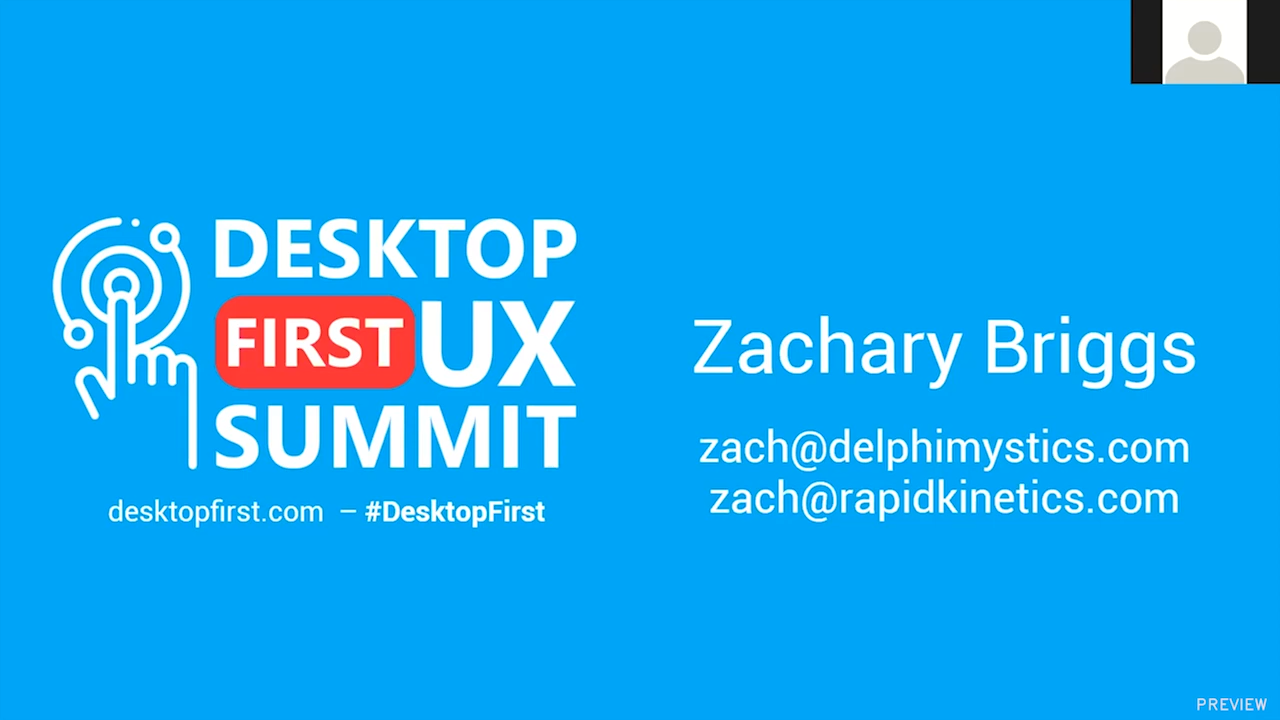 DESKTOP
FIRST UX
SUMMIT
desktopfirst.com – #DesktopFirst
Zachary Briggs
zach@delphimystics.com
zach@rapidkinetics.com
PREVIEW